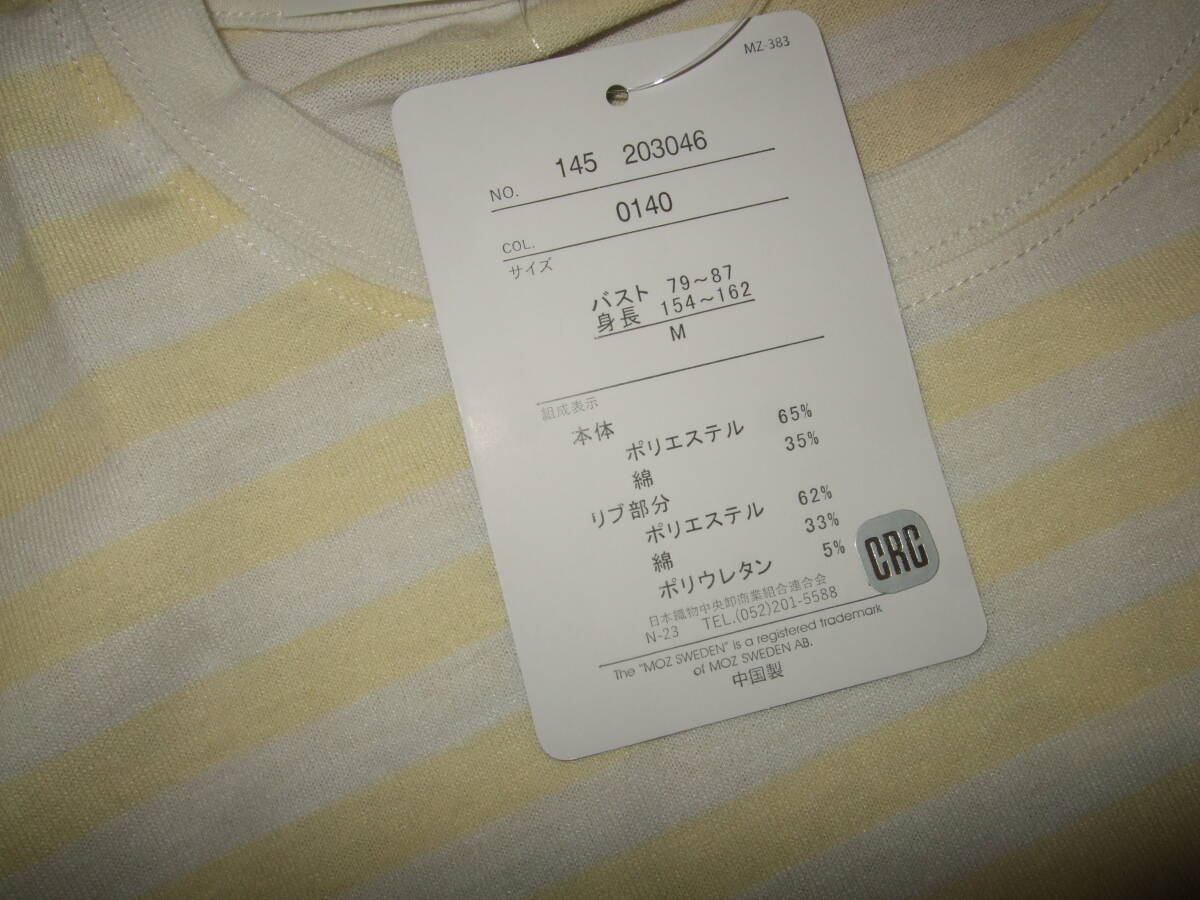 MZ-383
NO. 145 203046
COL. 0140
サイズ
バスト 79～87
身長 154～162
M
組成表示
本体
ポリエステル 65%
綿 35%
リブ部分
ポリエステル 62%
綿 33%
ポリウレタン 5%
CRC
日本織物中央卸商業組合連合会
N-23 TEL.(052)201-5588
The "MOZ SWEDEN" is a registered trademark
of MOZ SWEDEN AB.
中国製